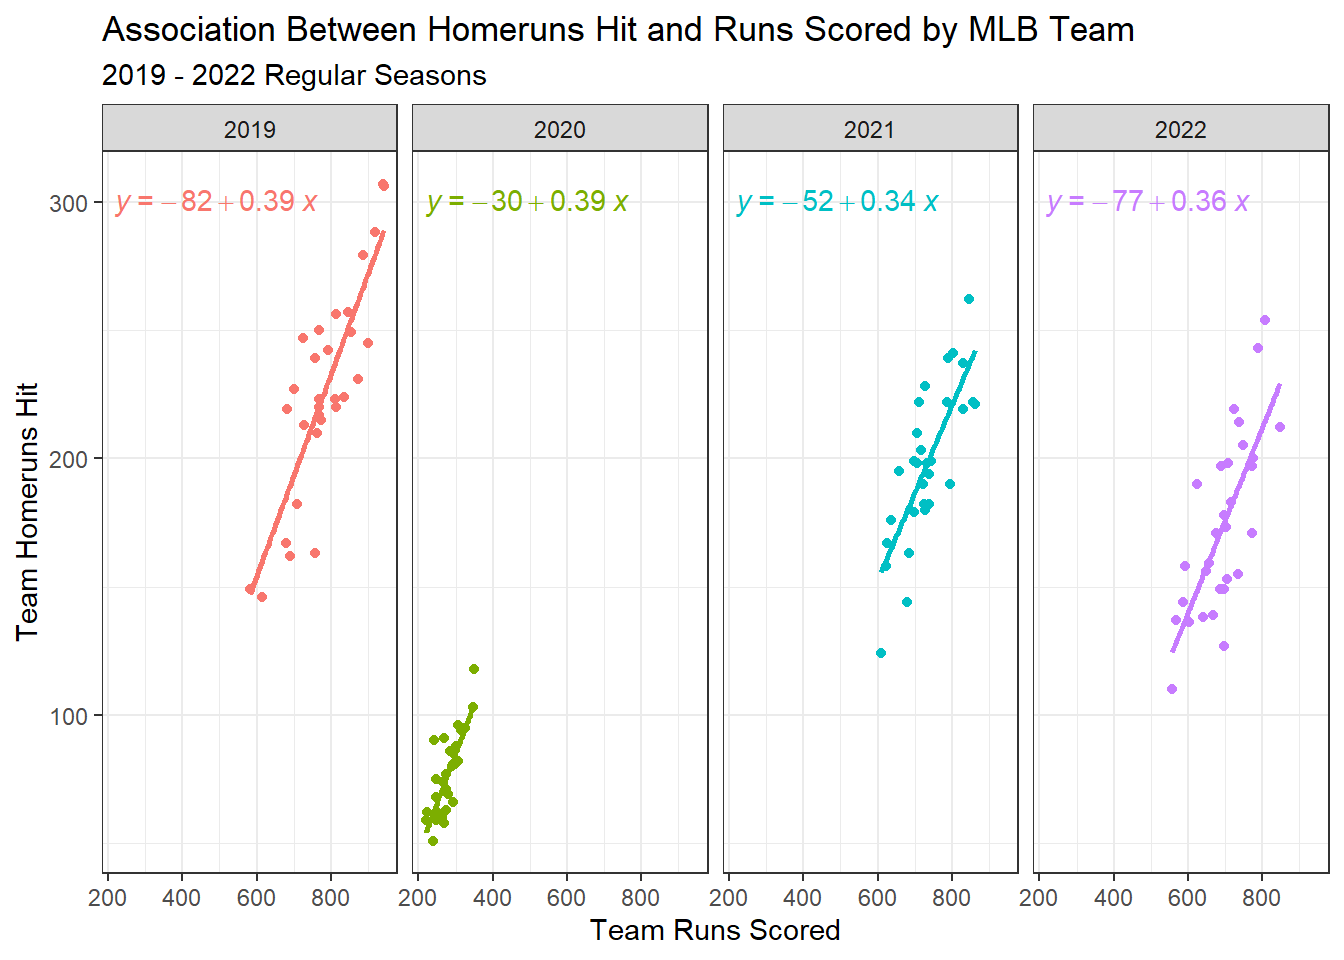 Association Between Homeruns Hit and Runs Scored by MLB Team
2019 - 2022 Regular Seasons
2019 2020 2021 2022
y = −82 + 0.39 x
y = −30 + 0.39 x
y = −52 + 0.34 x
y = −77 + 0.36 x
Team Homeruns Hit
300
200
100
200 400 600 800 200 400 600 800 200 400 600 800 200 400 600 800
Team Runs Scored